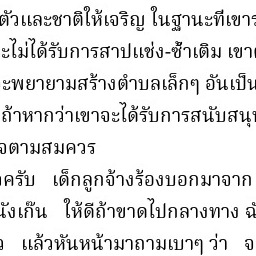 ตัวและชาติให้เจริญ ในฐานะที่เขาร
ะไม่ได้รับการสาปแช่ง-ซ้ำเติม เขาค
ะพยายามสร้างตำบลเล็กๆ อันเป็น
ถ้าหากว่าเขาจะได้รับการสนับสนุน
จตามสมควร
ครับ เด็กลูกจ้างร้องบอกมาจาก
นังเก๊น ให้ดีถ้าขาดไปกลางทาง ฉั
ว แล้วหันหน้ามาถามเบาๆ ว่า จ